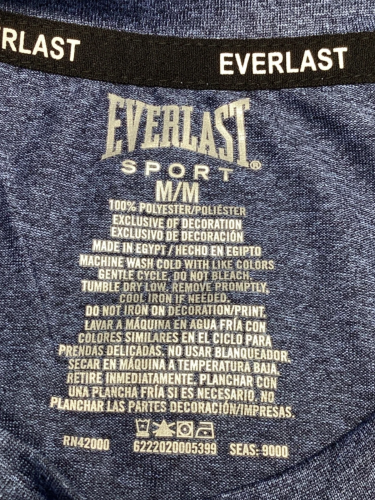 EVERLAST
EVERLAST
EVERLAST
SPORT®
M/M
100% POLYESTER/POLIÉSTER
EXCLUSIVE OF DECORATION
EXCLUSIVO DE DECORACIÓN
MADE IN EGYPT / HECHO EN EGIPTO
MACHINE WASH COLD WITH LIKE COLORS
GENTLE CYCLE, DO NOT BLEACH.
TUMBLE DRY LOW. REMOVE PROMPTLY,
COOL IRON IF NEEDED.
DO NOT IRON ON DECORATION/PRINT.
LAVAR A MÁQUINA EN AGUA FRÍA CON
COLORES SIMILARES EN EL CICLO PARA
PRENDAS DELICADAS. NO USAR BLANQUEADOR.
SECAR EN MÁQUINA A TEMPERATURA BAJA.
RETIRE INMEDIATAMENTE. PLANCHAR CON
UNA PLANCHA FRÍA SI ES NECESARIO, NO
PLANCHAR LAS PARTES DECORACIÓN/IMPRESAS.
RN42000 6222020005399 SEAS: 9000